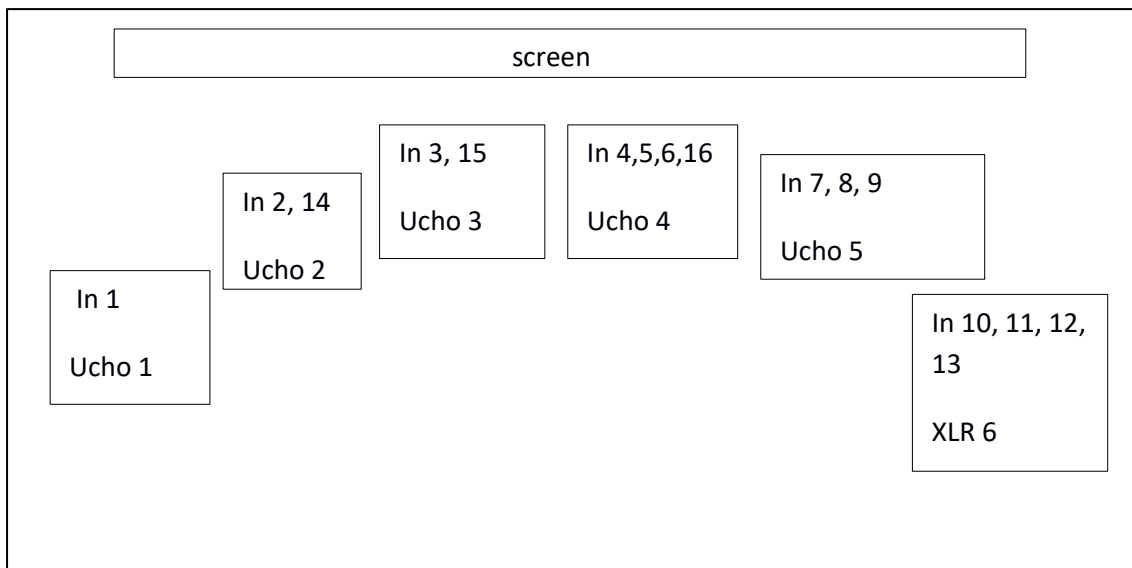 screen
In 1
Ucho 1
In 2, 14
Ucho 2
In 3, 15
Ucho 3
In 4,5,6,16
Ucho 4
In 7, 8, 9
Ucho 5
In 10, 11, 12,
13
XLR 6